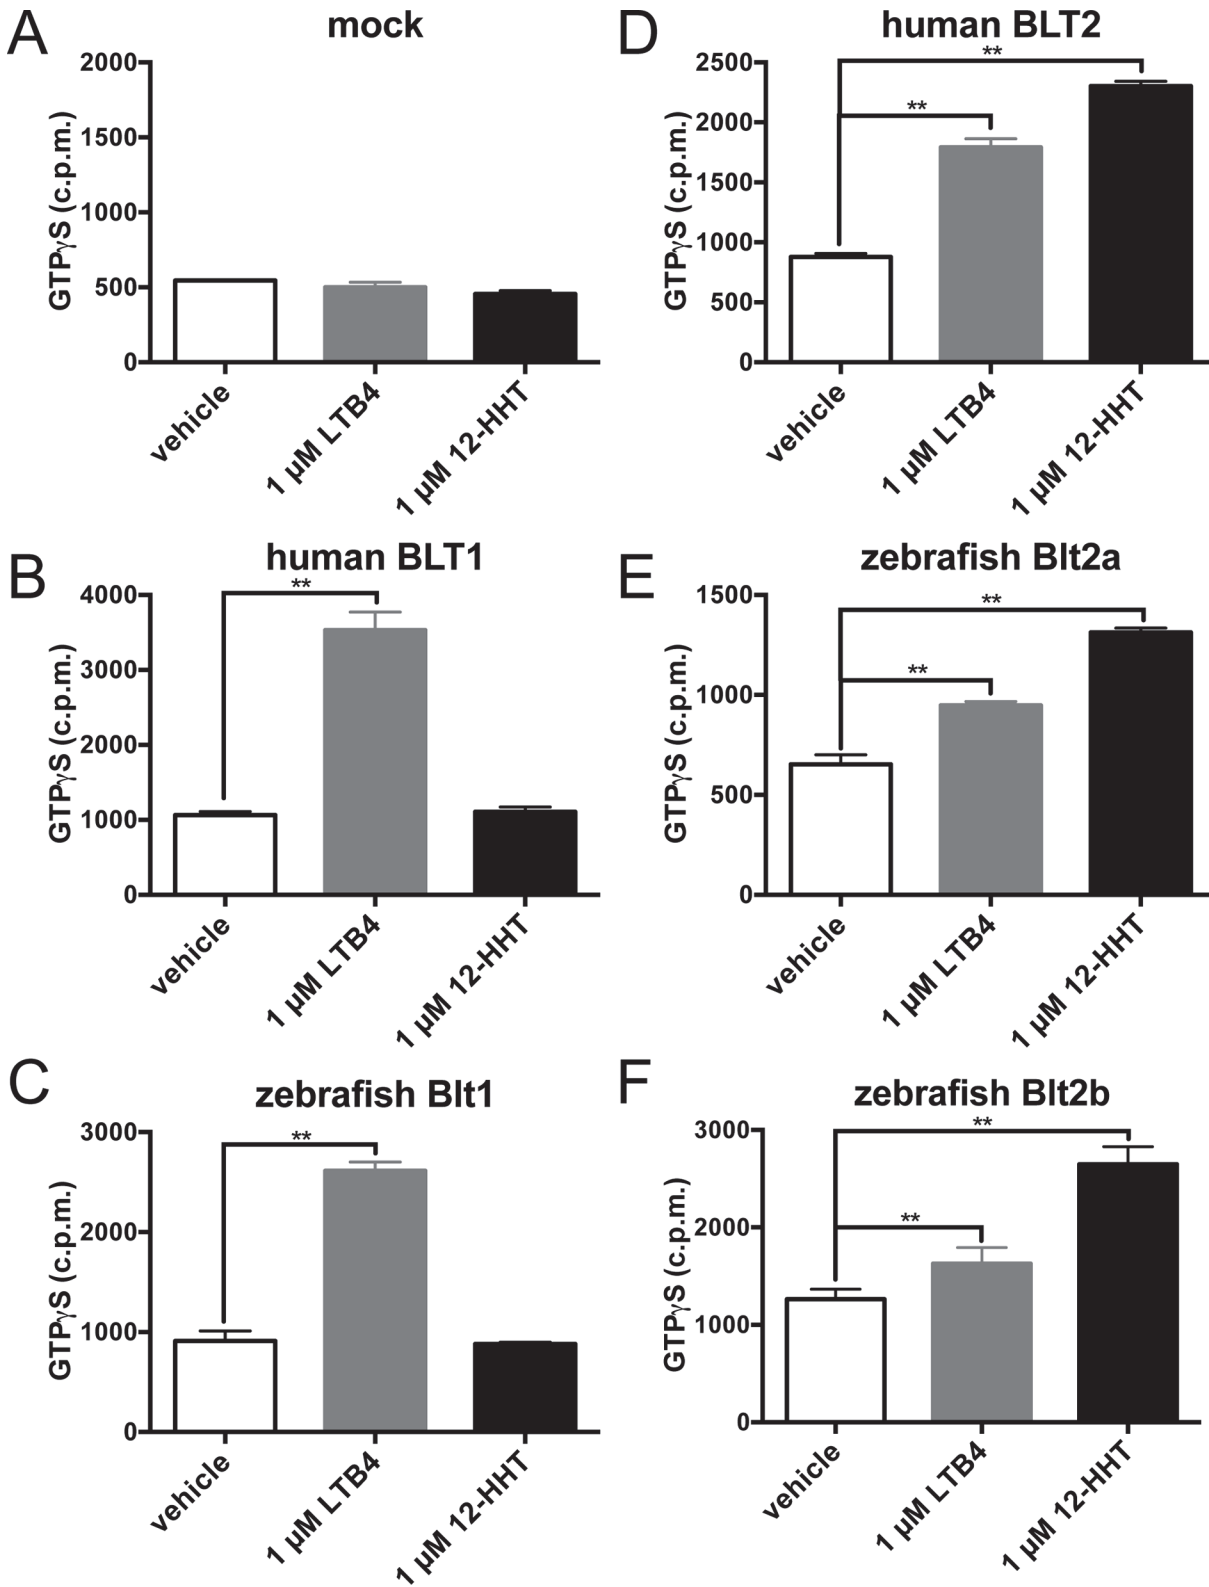 A
mock
GTPγS (c.p.m.)
2000
1500
1000
500
0
vehicle
1 μM LTB4
1 μM 12-HHT
B
human BLT1
GTPγS (c.p.m.)
4000
3000
2000
1000
0
**
vehicle
1 μM LTB4
1 μM 12-HHT
C
zebrafish Blt1
GTPγS (c.p.m.)
3000
2000
1000
0
**
vehicle
1 μM LTB4
1 μM 12-HHT
D
human BLT2
GTPγS (c.p.m.)
2500
2000
1500
1000
500
0
**
**
vehicle
1 μM LTB4
1 μM 12-HHT
E
zebrafish Blt2a
GTPγS (c.p.m.)
1500
1000
500
0
**
**
vehicle
1 μM LTB4
1 μM 12-HHT
F
zebrafish Blt2b
GTPγS (c.p.m.)
3000
2000
1000
0
**
**
vehicle
1 μM LTB4
1 μM 12-HHT